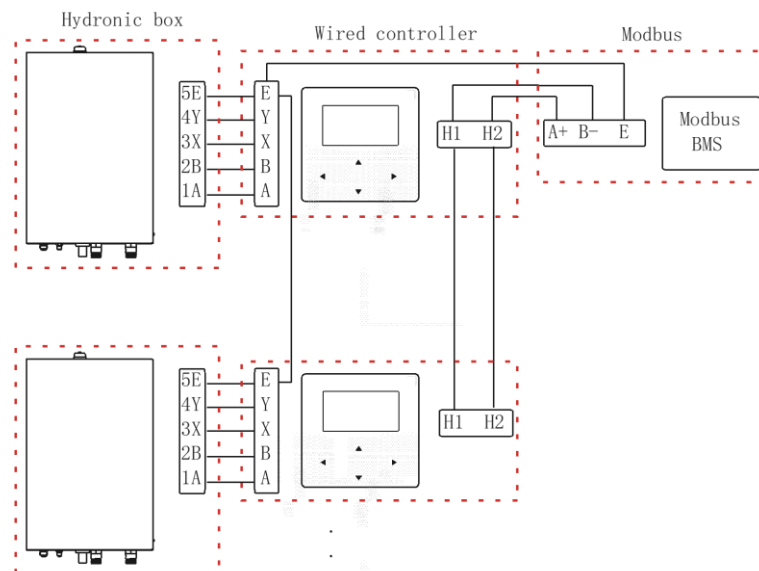 Hydronic box
Wired controller
Modbus
5E
4Y
3X
2B
1A
E
Y
X
B
A
H1 H2
A+ B- E
Modbus
BMS
5E
4Y
3X
2B
1A
E
Y
X
B
A
H1 H2